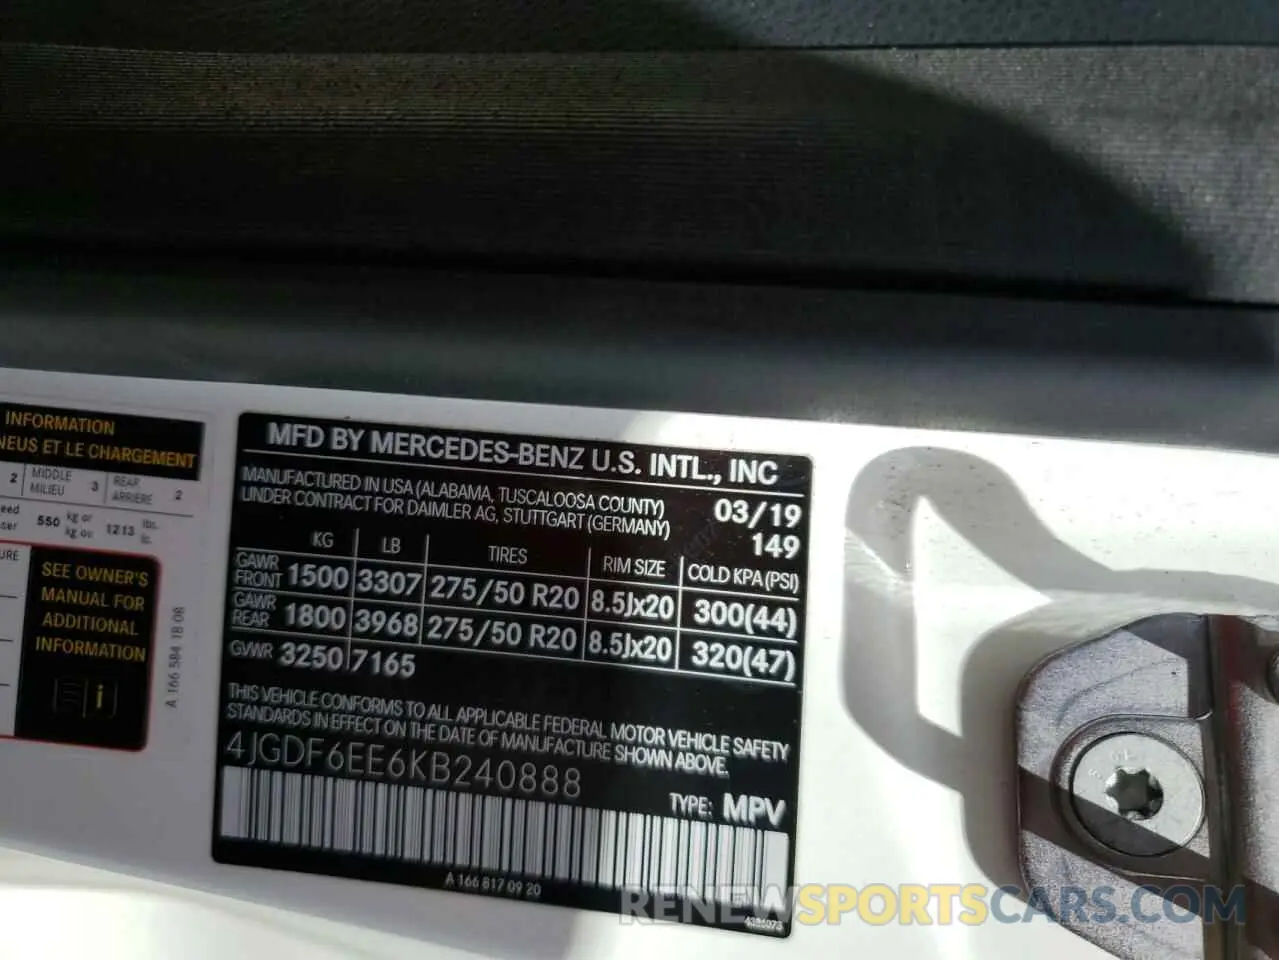 INFORMATION
NEUS ET LE CHARGEMENT
2 MIDDLE MILIEU 3 REAR ARRIERE 2
550 kg or kg ou 1213 lbs. lb.
SEE OWNER'S
MANUAL FOR
ADDITIONAL
INFORMATION
i
A 166 584 18 08
MFD BY MERCEDES-BENZ U.S. INTL., INC
MANUFACTURED IN USA (ALABAMA, TUSCALOOSA COUNTY)
UNDER CONTRACT FOR DAIMLER AG, STUTTGART (GERMANY)
03/19
149
KG LB TIRES RIM SIZE COLD KPA (PSI)
GAWR FRONT 1500 3307 275/50 R20 8.5Jx20 300(44)
GAWR REAR 1800 3968 275/50 R20 8.5Jx20 320(47)
GVWR 3250 7165
THIS VEHICLE CONFORMS TO ALL APPLICABLE FEDERAL MOTOR VEHICLE SAFETY
STANDARDS IN EFFECT ON THE DATE OF MANUFACTURE SHOWN ABOVE.
4JGDF6EE6KB240888
TYPE: MPV
A 166 817 09 20
RENEWSPORTSCARS.COM